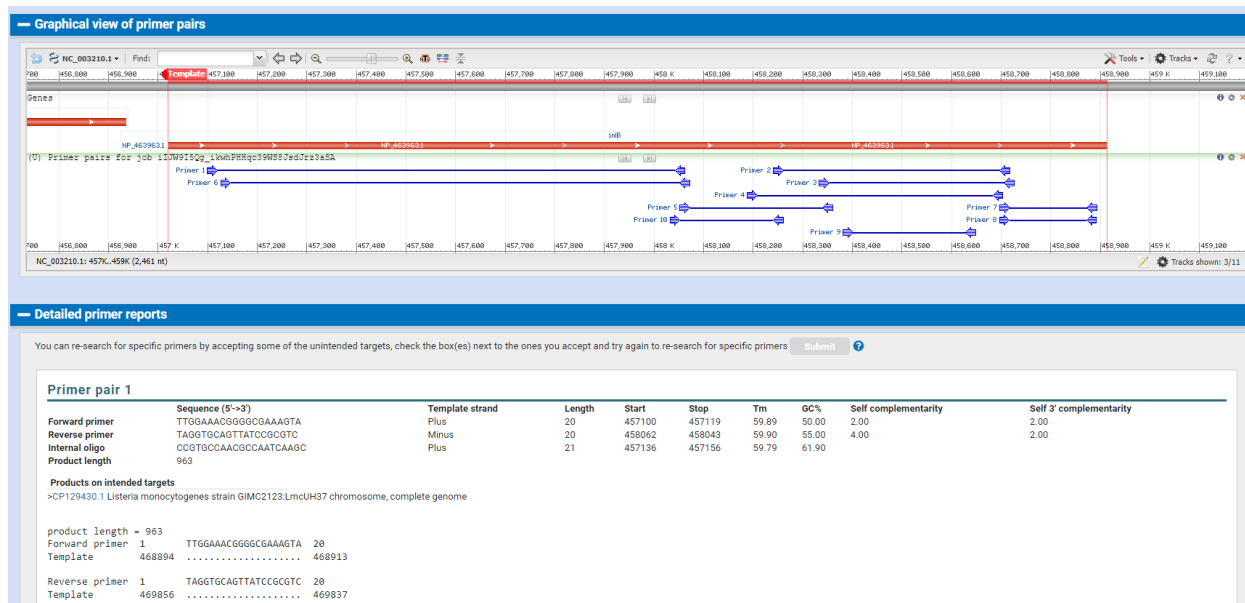 Graphical view of primer pairs
NC_003210.1 Find: Tools Tracks ?
700 456,800 456,900 4 Template 457,100 457,200 457,300 457,400 457,500 457,600 457,700 457,800 457,900 458 K 458,100 458,200 458,300 458,400 458,500 458,600 458,700 458,800 458,900 459 K 459,100
Genes
inlB
NP_463963.1 NP_463963.1 NP_463963.1
(U) Primer pairs for job
Primer 1 Primer 2
Primer 6 Primer 3
Primer 4
Primer 5 Primer 7
Primer 10 Primer 8
Primer 9
700 456,800 456,900 457 K 457,100 457,200 457,300 457,400 457,500 457,600 457,700 457,800 457,900 458 K 458,100 458,200 458,300 458,400 458,500 458,600 458,700 458,800 458,900 459 K 459,100
NC_003210.1: 457K..459K (2,461 nt) Tracks shown: 3/11
Detailed primer reports
You can re-search for specific primers by accepting some of the unintended targets, check the box(es) next to the ones you accept and try again to re-search for specific primers Submit ?
Primer pair 1
Sequence (5'->3') Template strand Length Start Stop Tm GC% Self complementarity Self 3' complementarity
Forward primer TTGGAAACGGGGCGAAAGTA Plus 20 457100 457119 59.89 50.00 2.00 2.00
Reverse primer TAGGTGCAGTTATCCGCGTC Minus 20 458062 458043 59.90 55.00 4.00 2.00
Internal oligo CCGTGCCAACGCCAATCAAGC Plus 21 457136 457156 59.79 61.90
Product length 963
Products on intended targets
>CP129430.1 Listeria monocytogenes strain GIMC2123:LmcUH37 chromosome, complete genome
product length = 963
Forward primer 1 TTGGAAACGGGGCGAAAGTA 20
Template 468894 .................... 468913
Reverse primer 1 TAGGTGCAGTTATCCGCGTC 20
Template 469856 .................... 469837